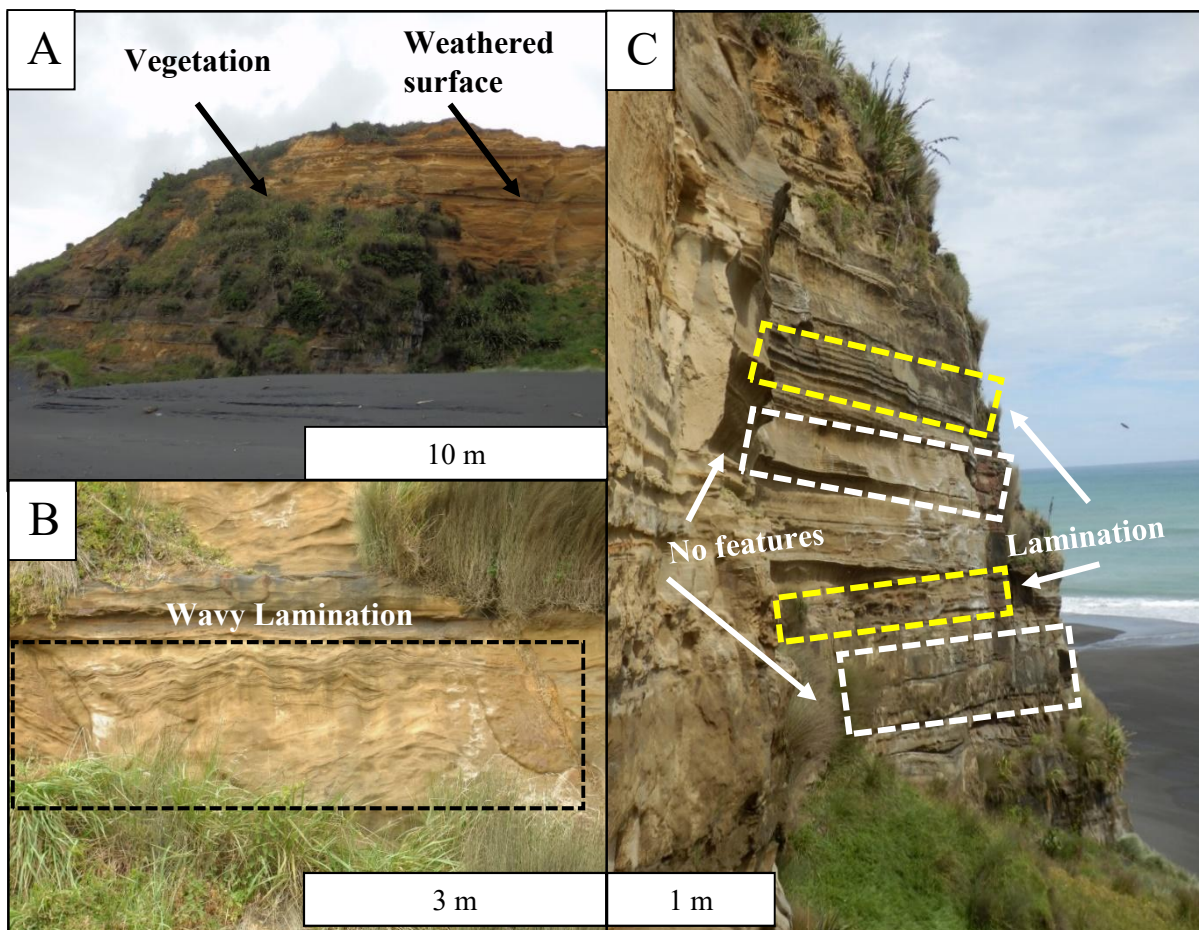 A
Vegetation
Weathered
surface
10 m
B
Wavy Lamination
3 m
C
No features
Lamination
1 m